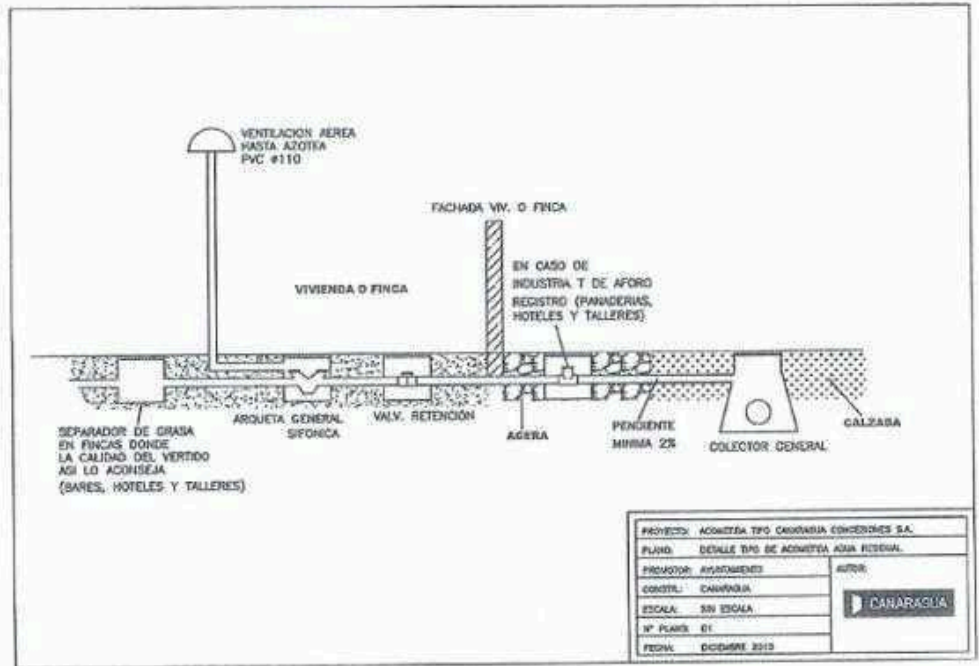 VENTILACION AEREA
HASTA AZOTEA
PVC ø110
FACHADA VIV. O FINCA
VIVIENDA O FINCA
EN CASO DE
INDUSTRIA T DE AFORO
REGISTRO (PANADERIAS,
HOTELES Y TALLERES)
SEPARADOR DE GRASA
EN FINCAS DONDE
LA CALIDAD DEL VERTIDO
ASI LO ACONSEJA
(BARES, HOTELES Y TALLERES)
ARQUETA GENERAL
SIFONICA
VALV. RETENCIÓN
ACERA
PENDIENTE
MINIMA 2%
COLECTOR GENERAL
CALZADA
PROYECTO: ACOMETIDA TIPO CANARAGUA CONCESIONES S.A.
PLANO: DETALLE TIPO DE ACOMETIDA AGUA RESIDUAL
PROMOTOR: AYUNTAMIENTO
AUTOR:
CONSTR.: CANARAGUA
CANARAGUA
ESCALA: SIN ESCALA
Nº PLANO: 01
FECHA: DICIEMBRE